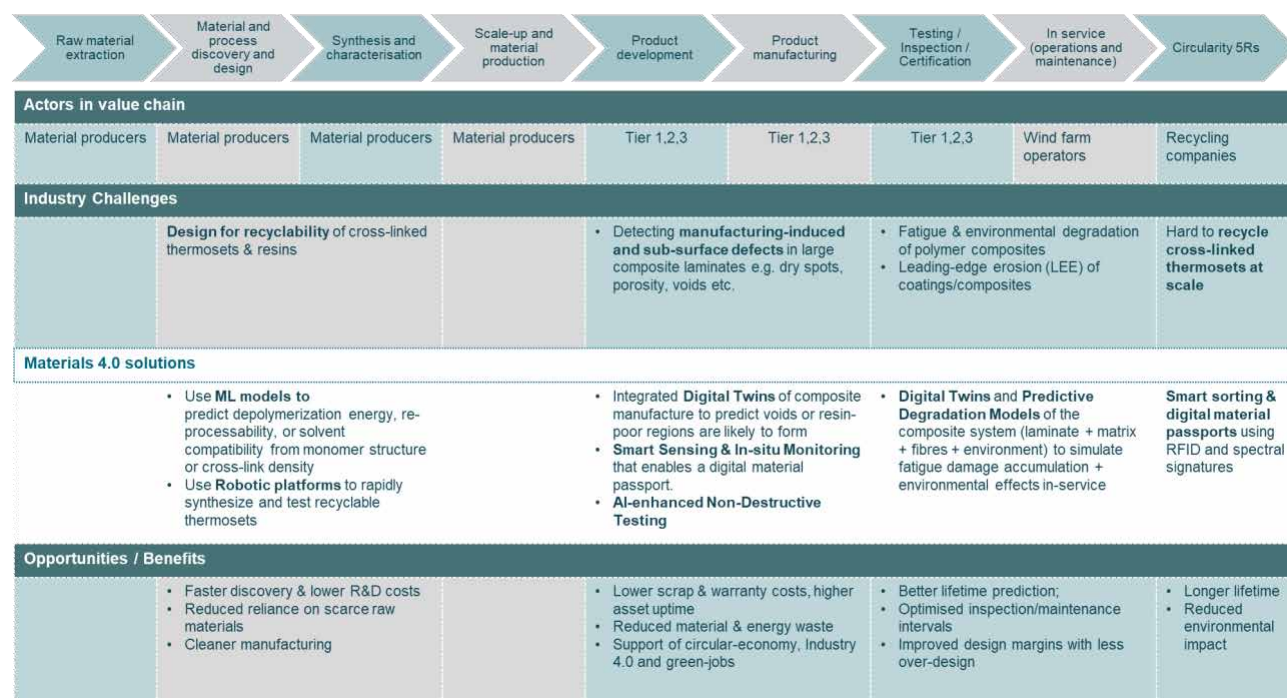 Raw material
extraction
Material and
process
discovery and
design
Synthesis and
characterisation
Scale-up and
material
production
Product
development
Product
manufacturing
Testing /
Inspection /
Certification
In service
(operations and
maintenance)
Circularity 5Rs
Actors in value chain
Material producers
Material producers
Material producers
Material producers
Tier 1,2,3
Tier 1,2,3
Tier 1,2,3
Wind farm
operators
Recycling
companies
Industry Challenges
Design for recyclability of cross-linked
thermosets & resins
• Detecting manufacturing-induced
and sub-surface defects in large
composite laminates e.g. dry spots,
porosity, voids etc.
• Fatigue & environmental degradation
of polymer composites
• Leading-edge erosion (LEE) of
coatings/composites
Hard to recycle
cross-linked
thermosets at
scale
Materials 4.0 solutions
• Use ML models to
predict depolymerization energy, re-
processability, or solvent
compatibility from monomer structure
or cross-link density
• Use Robotic platforms to rapidly
synthesize and test recyclable
thermosets
• Integrated Digital Twins of composite
manufacture to predict voids or resin-
poor regions are likely to form
• Smart Sensing & In-situ Monitoring
that enables a digital material
passport.
• AI-enhanced Non-Destructive
Testing
• Digital Twins and Predictive
Degradation Models of the
composite system (laminate + matrix
+ fibres + environment) to simulate
fatigue damage accumulation +
environmental effects in-service
Smart sorting &
digital material
passports using
RFID and spectral
signatures
Opportunities / Benefits
• Faster discovery & lower R&D costs
• Reduced reliance on scarce raw
materials
• Cleaner manufacturing
• Lower scrap & warranty costs, higher
asset uptime
• Reduced material & energy waste
• Support of circular-economy, Industry
4.0 and green-jobs
• Better lifetime prediction;
• Optimised inspection/maintenance
intervals
• Improved design margins with less
over-design
• Longer lifetime
• Reduced
environmental
impact